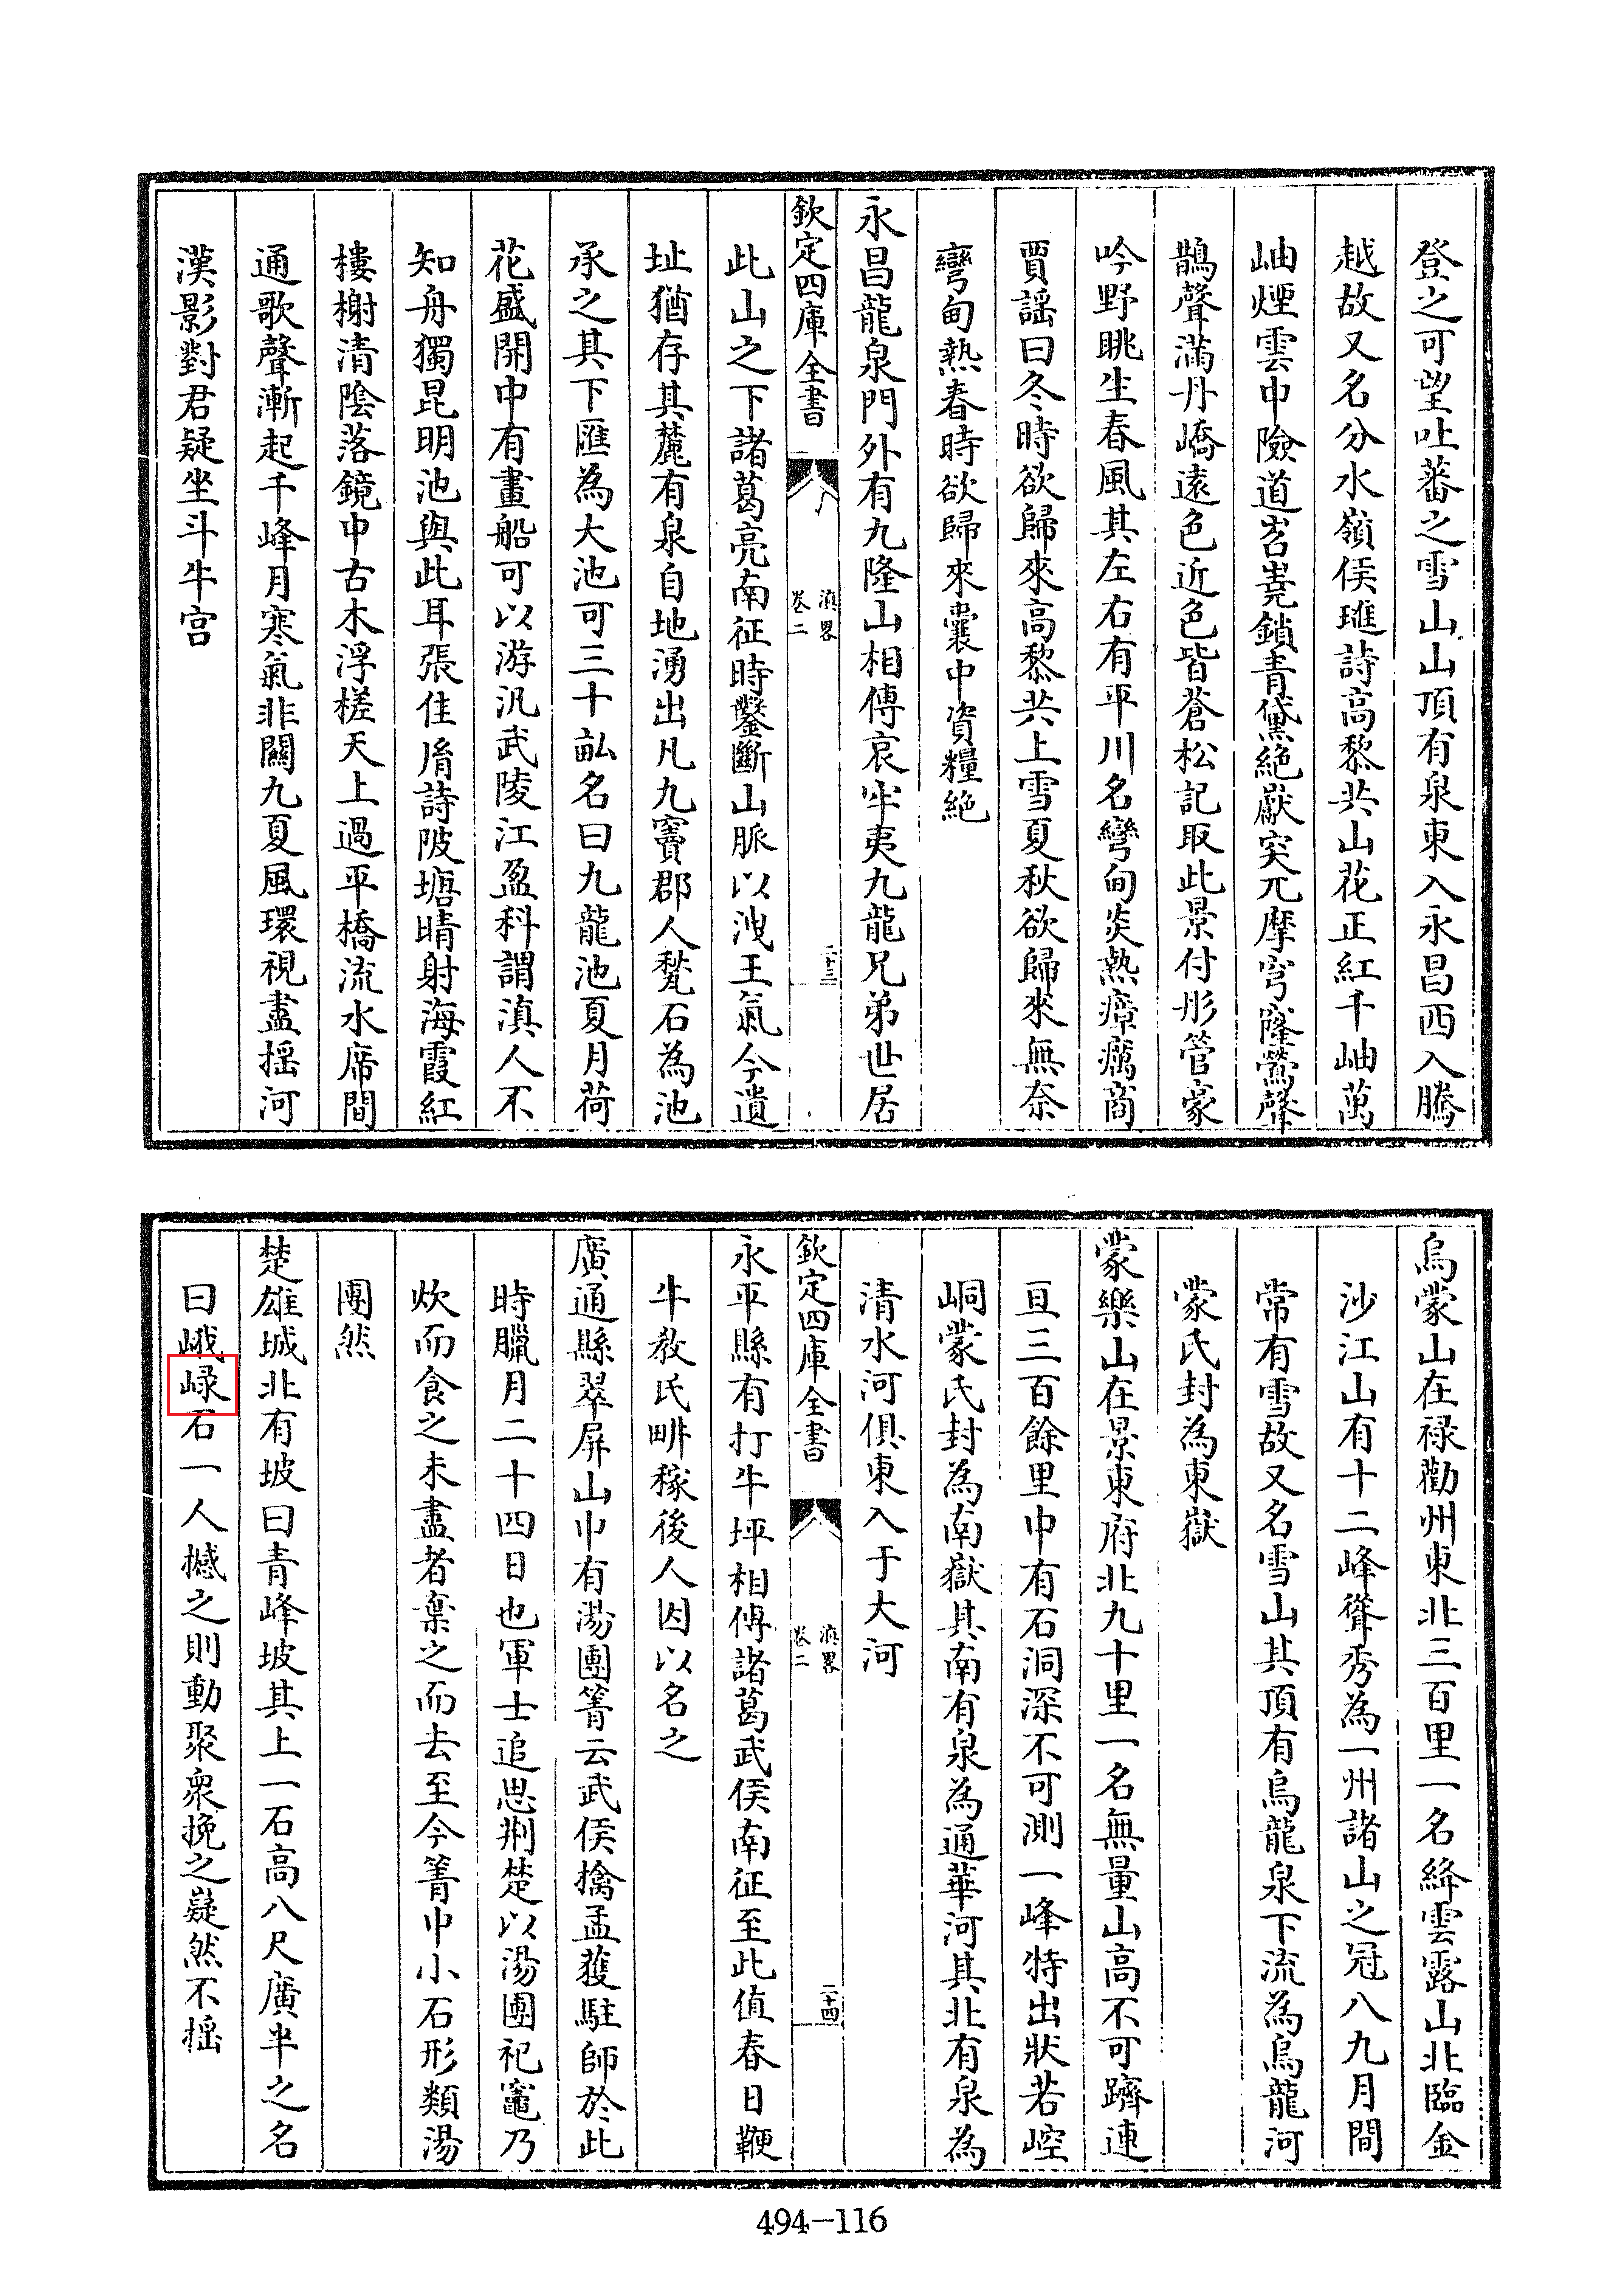 登之可望吐蕃之雪山山頂有泉東入永昌西入騰
越故又名分水嶺侯璡詩高黎共山花正紅千岫萬
岫煙雲中險道岧嶤鎖青黛絕巘突兀摩穹窿鶯聲
鵲聲滿丹嶠遠色近色皆蒼松記取此景付彤管豪
吟野眺生春風其左右有平川名彎甸炎熱瘴癘商
賈謡曰冬時欲歸來高黎共上雪夏秋欲歸來無奈
彎甸熱春時欲歸來囊中資糧絕
永昌龍泉門外有九隆山相傳哀牢夷九龍兄弟世居
欽定四庫全書
滇畧
卷二
二十三
此山之下諸葛亮南征時鑿斷山脈以洩王氣今遺
址猶存其麓有泉自地湧出凡九竇郡人甃石為池
承之其下匯為大池可三十畝名曰九龍池夏月荷
花盛開中有畫船可以游汎武陵江盈科謂滇人不
知舟獨昆明池與此耳張佳𦙍詩陂塘晴射海霞紅
樓榭清陰落鏡中古木浮槎天上過平橋流水席間
通歌聲漸起千峰月寒氣非關九夏風環視盡揺河
漢影對君疑坐斗牛宫
烏蒙山在禄勸州東北三百里一名絳雲露山北臨金
沙江山有十二峰聳秀為一州諸山之冠八九月間
常有雪故又名雪山其頂有烏龍泉下流為烏龍河
蒙氏封為東嶽
蒙樂山在景東府北九十里一名無量山高不可躋連
亘三百餘里中有石洞深不可測一峰特出狀若崆
峒蒙氏封為南嶽其南有泉為通華河其北有泉為
清水河俱東入于大河
欽定四庫全書
滇畧
卷二
二十四
永平縣有打牛坪相傳諸葛武侯南征至此值春日鞭
牛教氏畊稼後人因以名之
廣通縣翠屏山中有湯團箐云武侯擒孟獲駐師於此
時臘月二十四日也軍士追思荆楚以湯團祀竈乃
炊而食之未盡者棄之而去至今箐中小石形類湯
團然
楚雄城北有坡曰青峰坡其上一石高八尺廣半之名
曰峨㟤石一人撼之則動聚衆挽之嶷然不揺
494-116